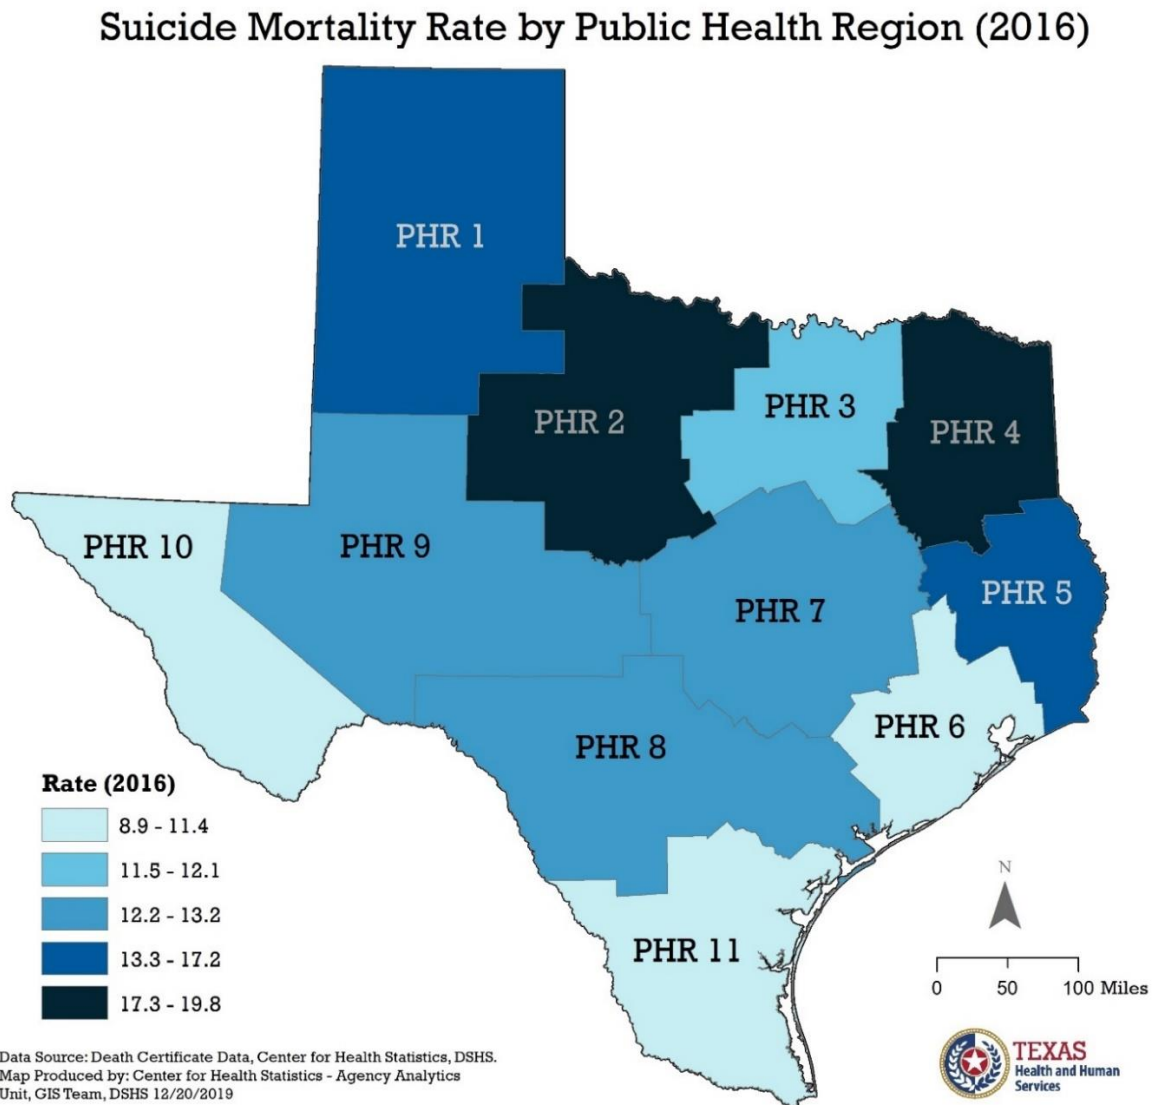 Suicide Mortality Rate by Public Health Region (2016)
PHR 1
PHR 2
PHR 3
PHR 4
PHR 10
PHR 9
PHR 7
PHR 5
PHR 6
PHR 8
PHR 11
Rate (2016)
8.9 - 11.4
11.5 - 12.1
12.2 - 13.2
13.3 - 17.2
17.3 - 19.8
N
0 50 100 Miles
Data Source: Death Certificate Data, Center for Health Statistics, DSHS.
Map Produced by: Center for Health Statistics - Agency Analytics
Unit, GIS Team, DSHS 12/20/2019
TEXAS
Health and Human
Services